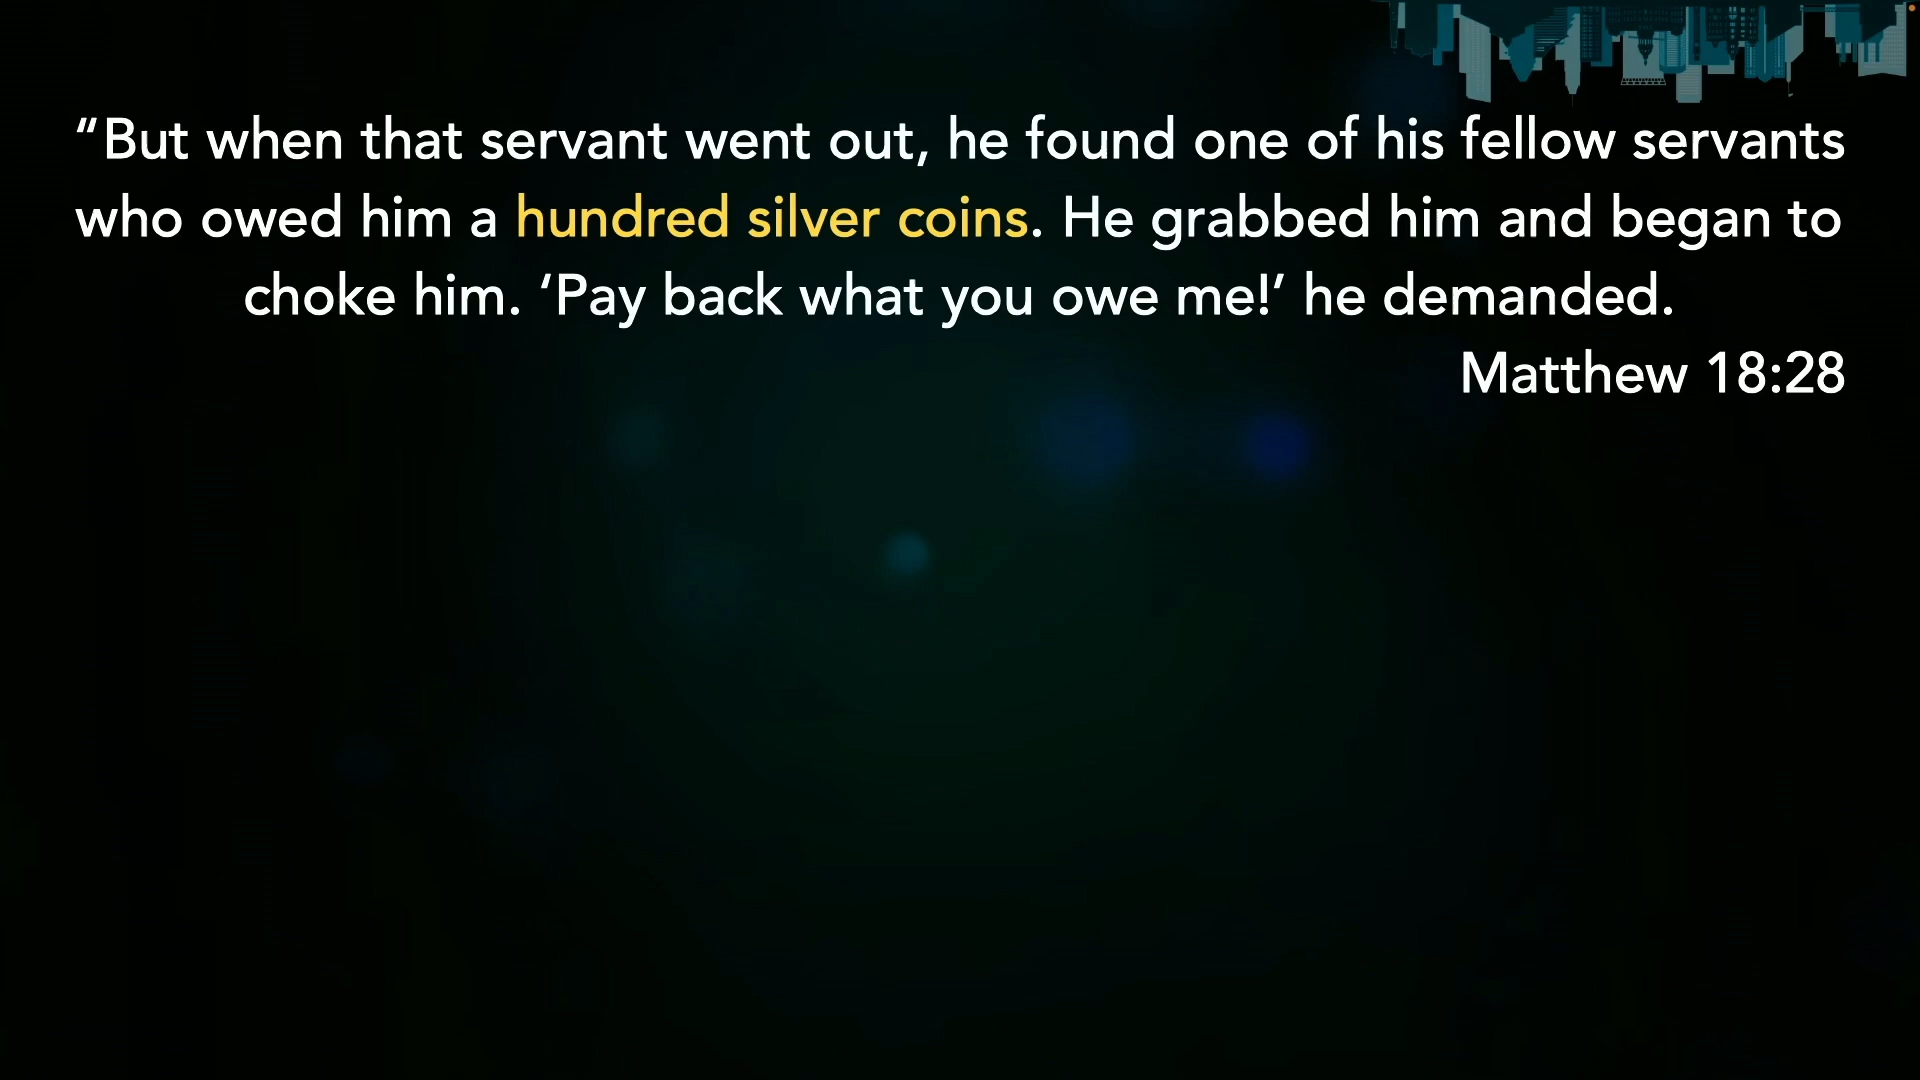 “But when that servant went out, he found one of his fellow servants
who owed him a hundred silver coins. He grabbed him and began to
choke him. ‘Pay back what you owe me!’ he demanded.
Matthew 18:28